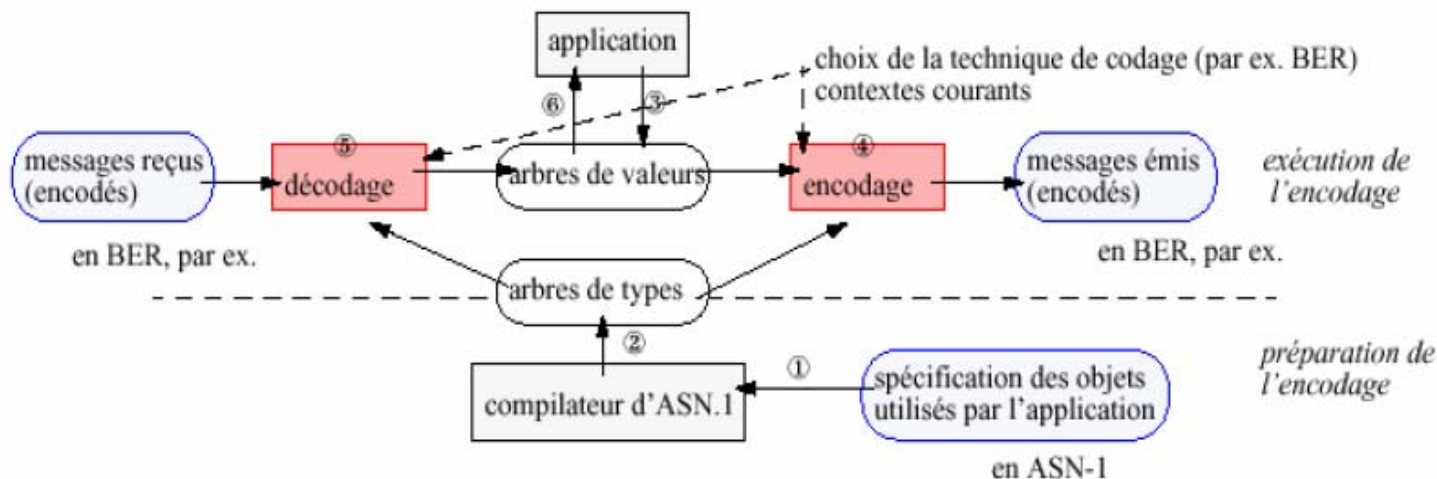 application
choix de la technique de codage (par ex. BER)
contextes courants
⑥
③
⑤
④
messages reçus
(encodés)
décodage
arbres de valeurs
encodage
messages émis
(encodés)
exécution de
l'encodage
en BER, par ex.
en BER, par ex.
arbres de types
②
①
compilateur d'ASN.1
spécification des objets
utilisés par l'application
préparation de
l'encodage
en ASN-1